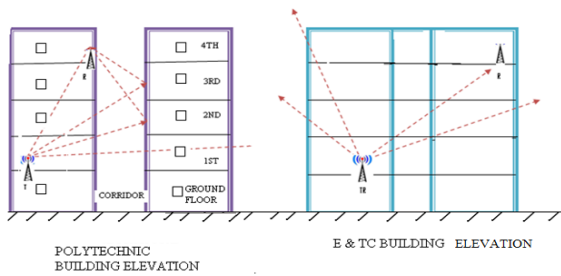 4TH
R
R
3RD
2ND
1ST
T
TR
CORRIDOR
GROUND
FLOOR
POLYTECHNIC
BUILDING ELEVATION
E & TC BUILDING ELEVATION